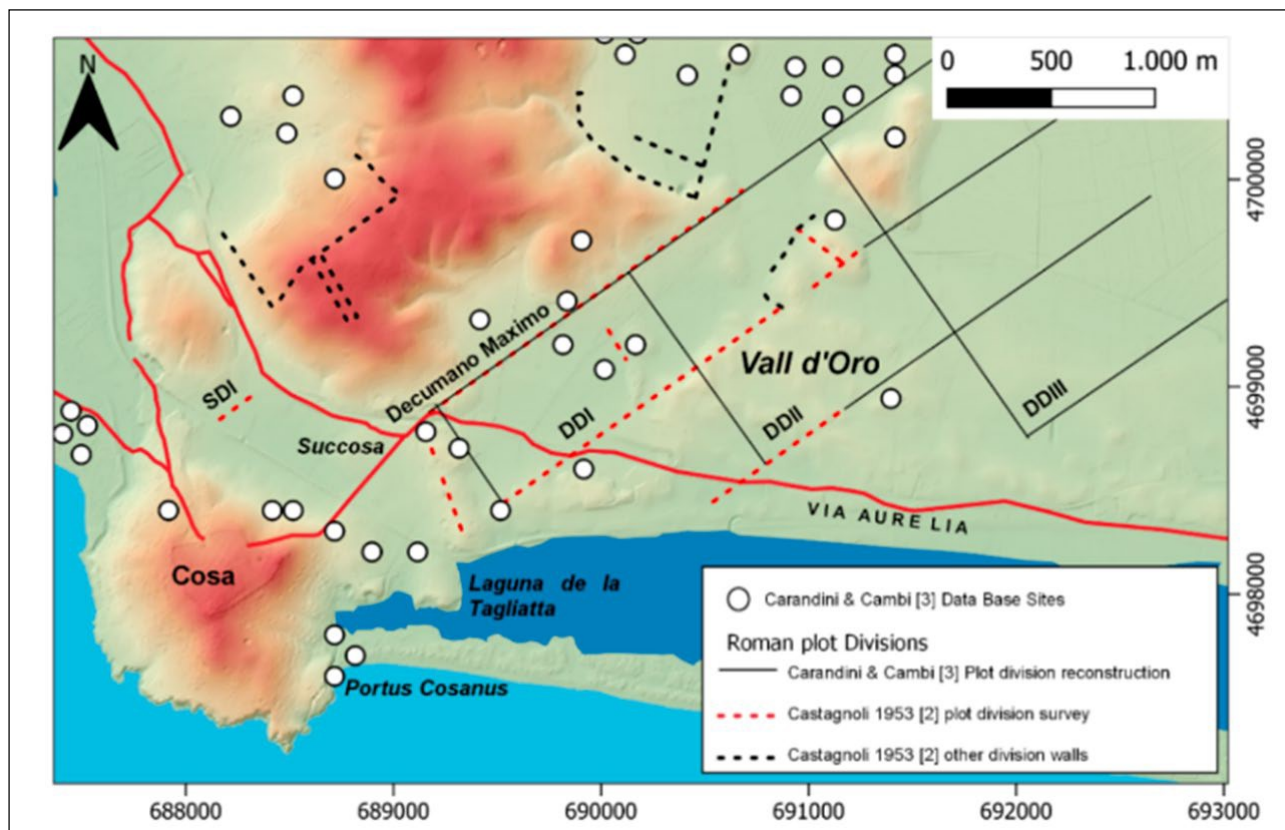 N
0 500 1.000 m
4700000
Decumano Maximo
Vall d'Oro
4699000
SDI
DDI
DDII
DDIII
Succosa
VIA AURELIA
Cosa
Laguna de la
Tagliatta
4698000
Portus Cosanus
Carandini & Cambi [3] Data Base Sites
Roman plot Divisions
Carandini & Cambi [3] Plot division reconstruction
Castagnoli 1953 [2] plot division survey
Castagnoli 1953 [2] other division walls
688000 689000 690000 691000 692000 693000